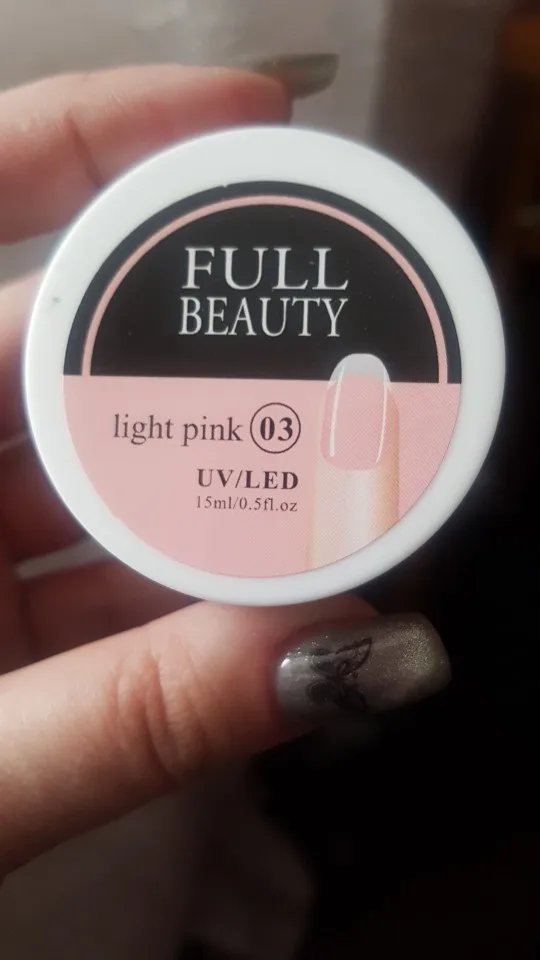 FULL
BEAUTY
light pink 03
UV/LED
15ml/0.5fl.oz